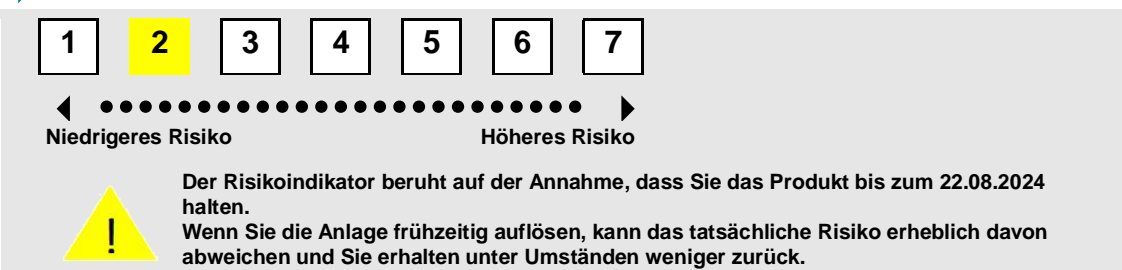 1 2 3 4 5 6 7
Niedrigeres Risiko Höheres Risiko
Der Risikoindikator beruht auf der Annahme, dass Sie das Produkt bis zum 22.08.2024
halten.
! Wenn Sie die Anlage frühzeitig auflösen, kann das tatsächliche Risiko erheblich davon
abweichen und Sie erhalten unter Umständen weniger zurück.